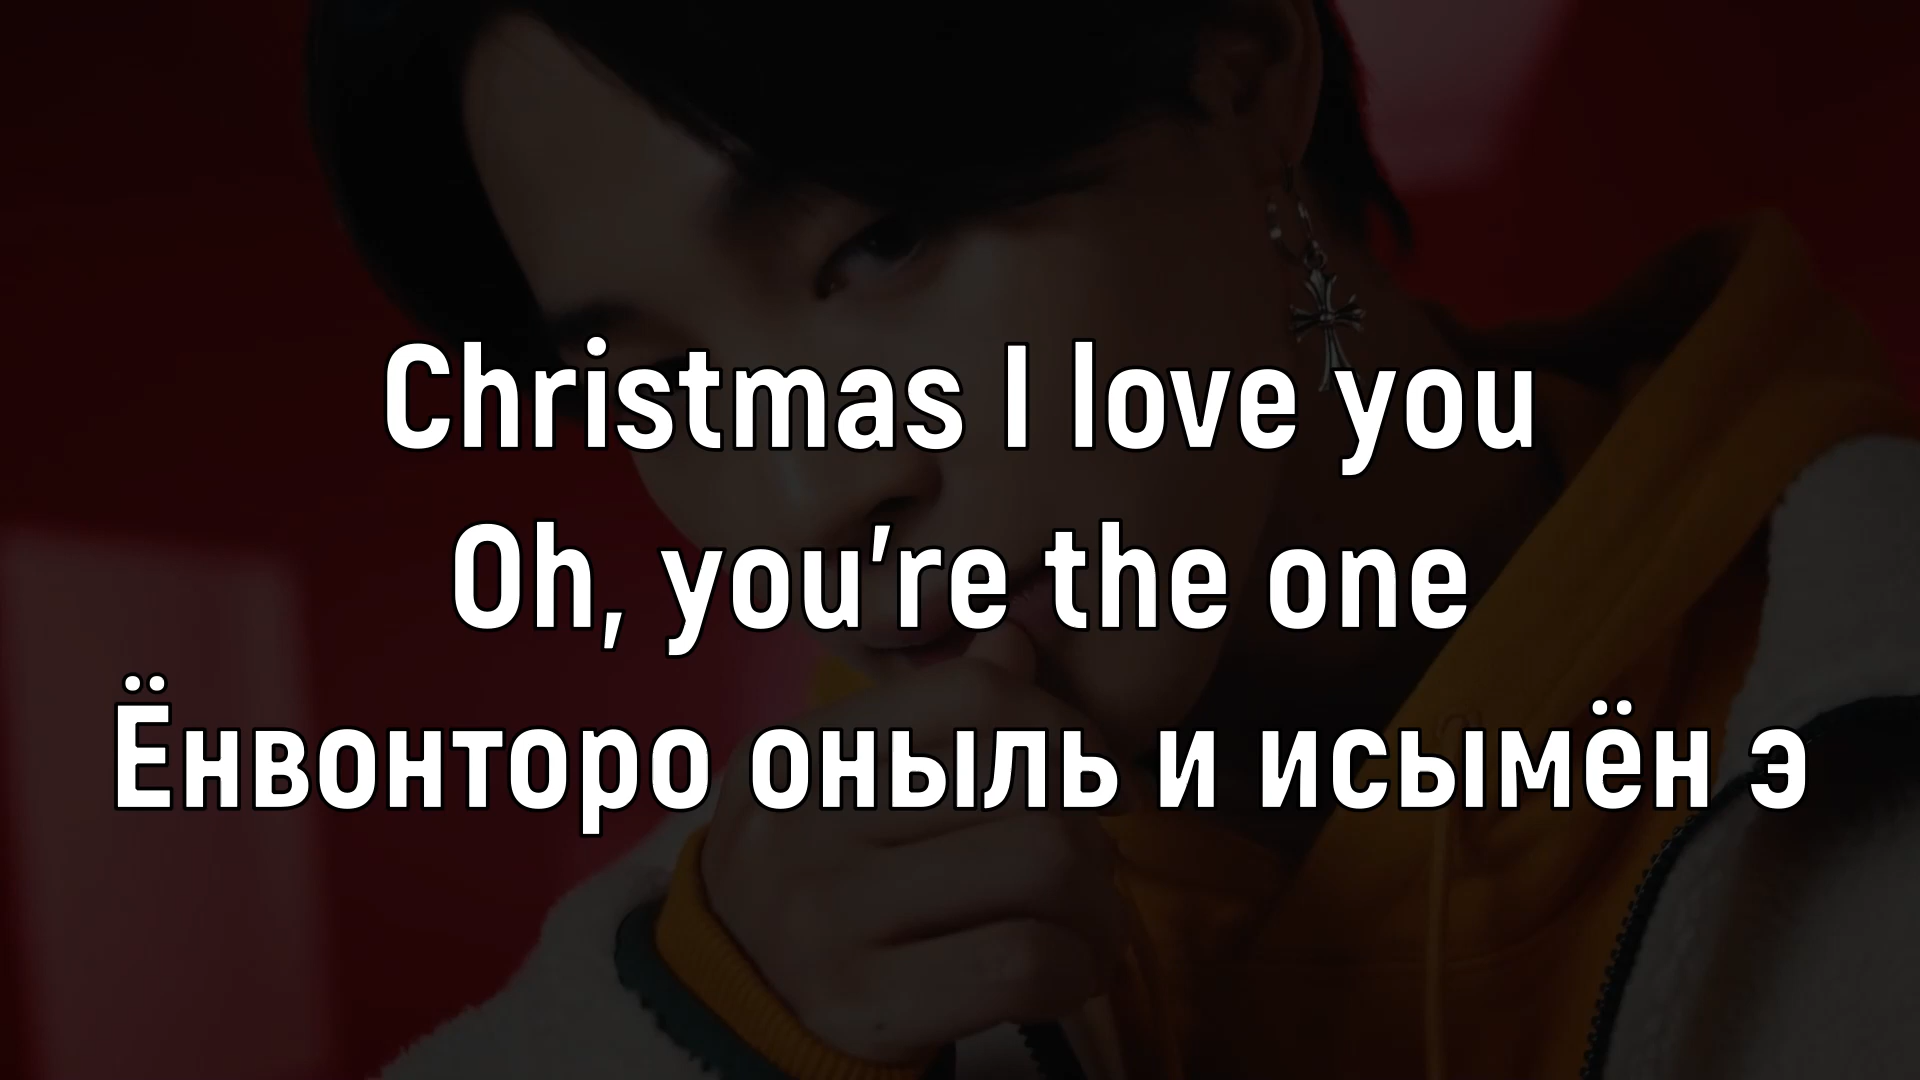 Christmas I love you
Oh, you're the one
Ёнвонторо оныль и исымён э